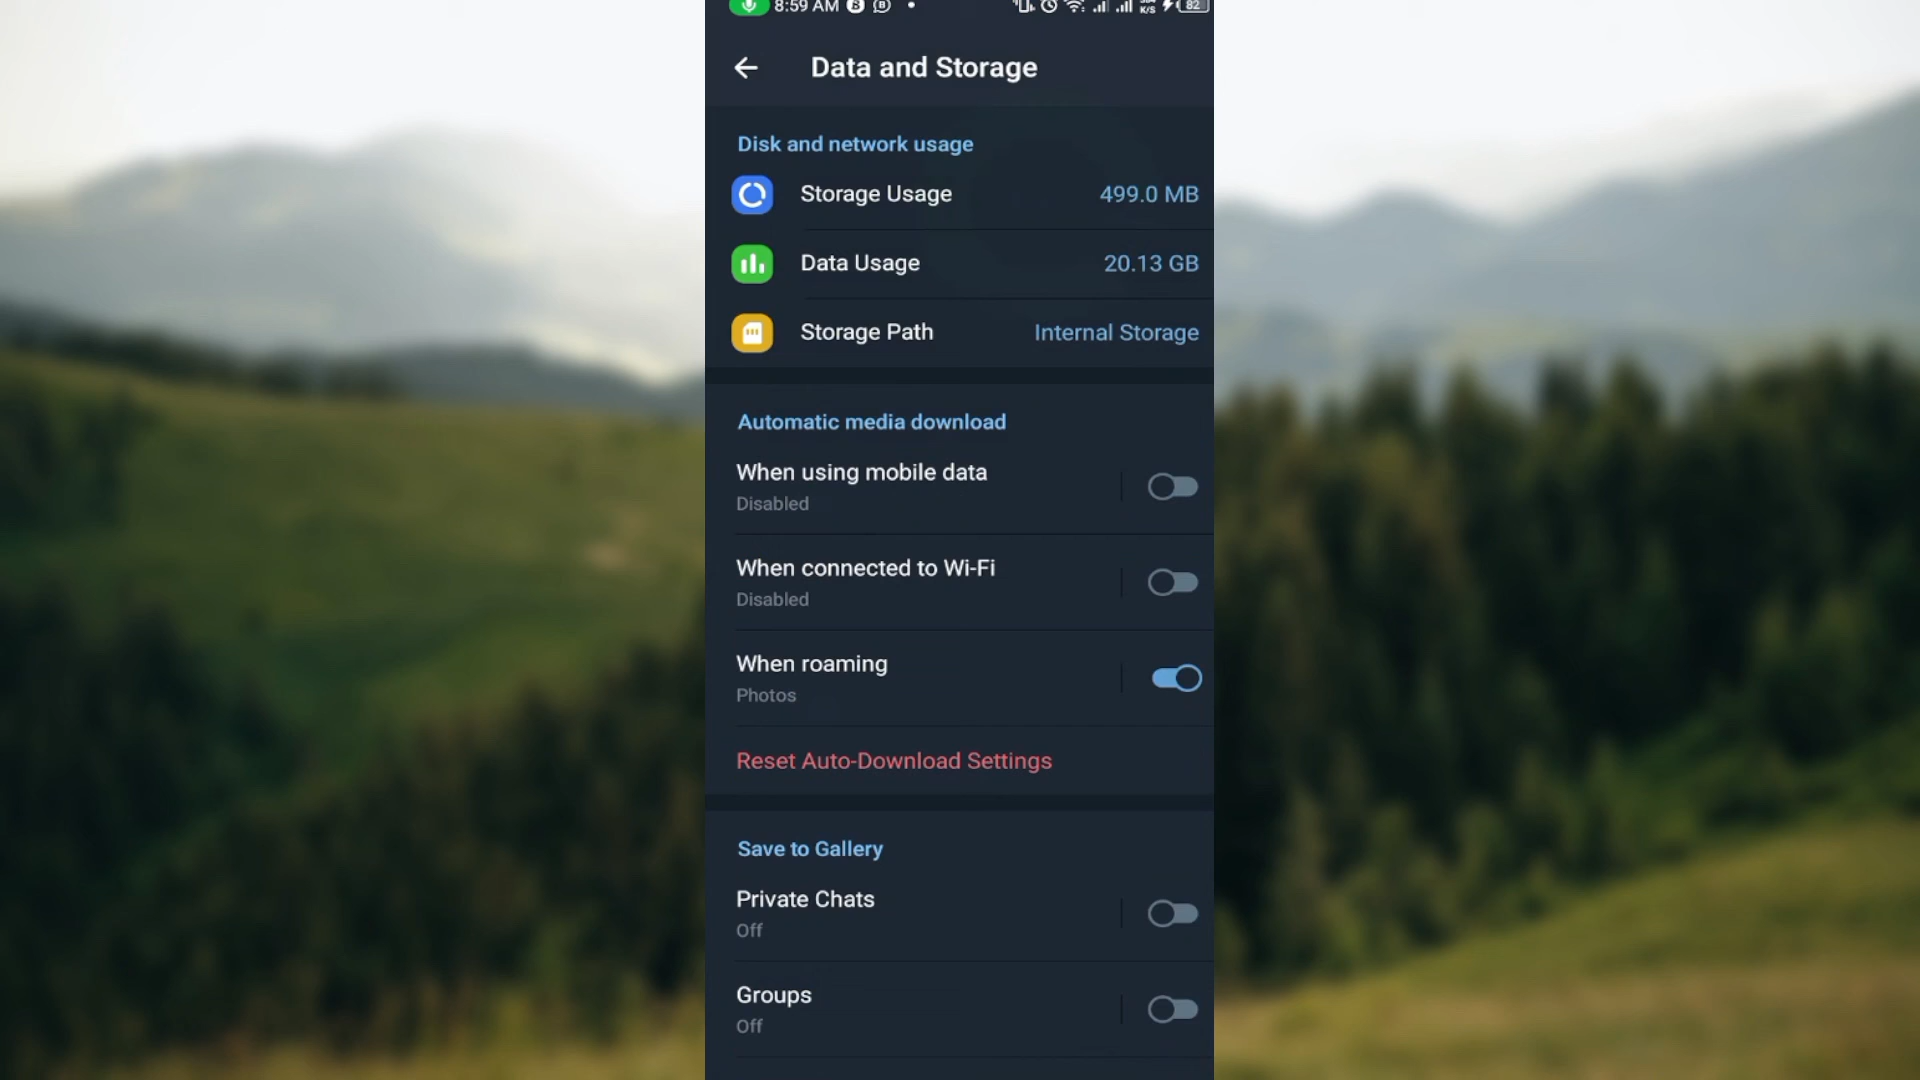 8:59 AM
K/S 82
Data and Storage
Disk and network usage
Storage Usage 499.0 MB
Data Usage 20.13 GB
Storage Path Internal Storage
Automatic media download
When using mobile data
Disabled
When connected to Wi-Fi
Disabled
When roaming
Photos
Reset Auto-Download Settings
Save to Gallery
Private Chats
Off
Groups
Off